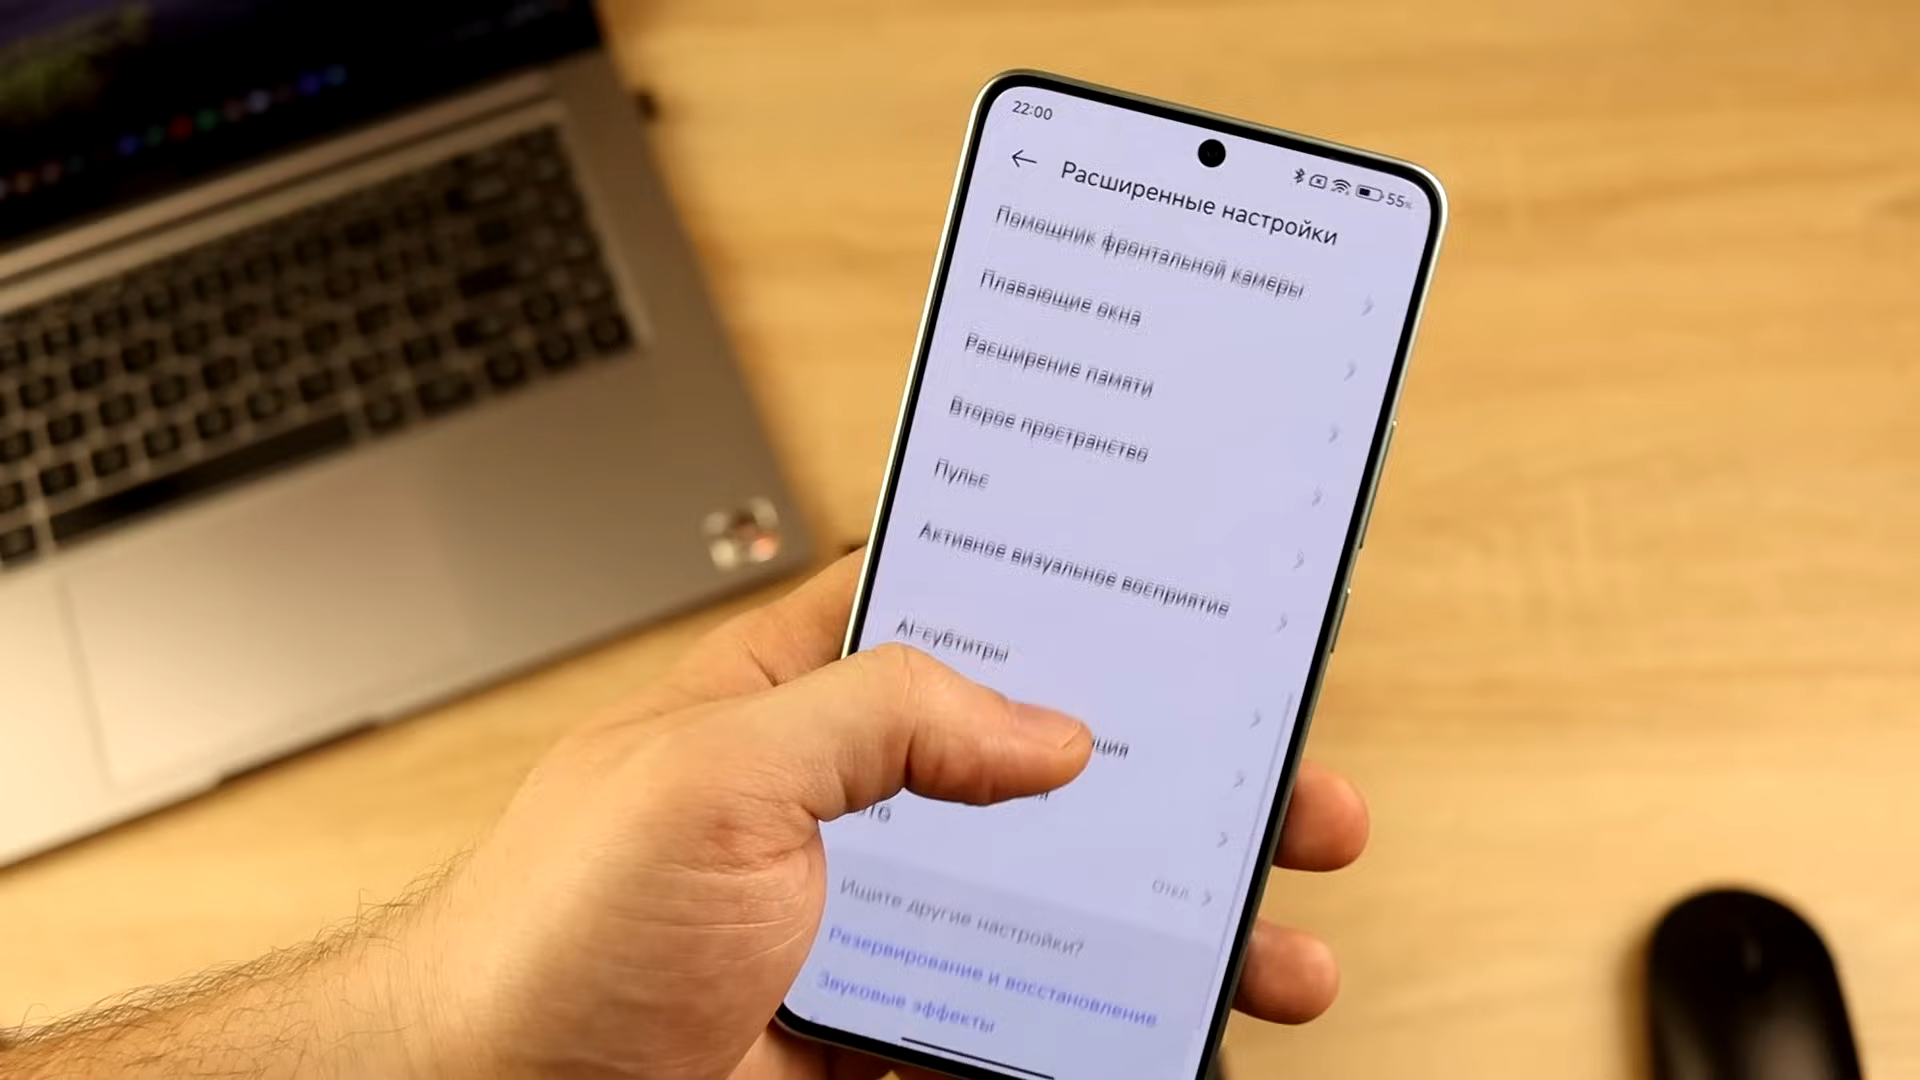 22:00
55%
Расширенные настройки
Помощник фронтальной камеры
Плавающие окна
Расширение памяти
Второе пространство
Пульс
Активное визуальное восприятие
AI-субтитры
Откл.
Ищите другие настройки?
Резервирование и восстановление
Звуковые эффекты